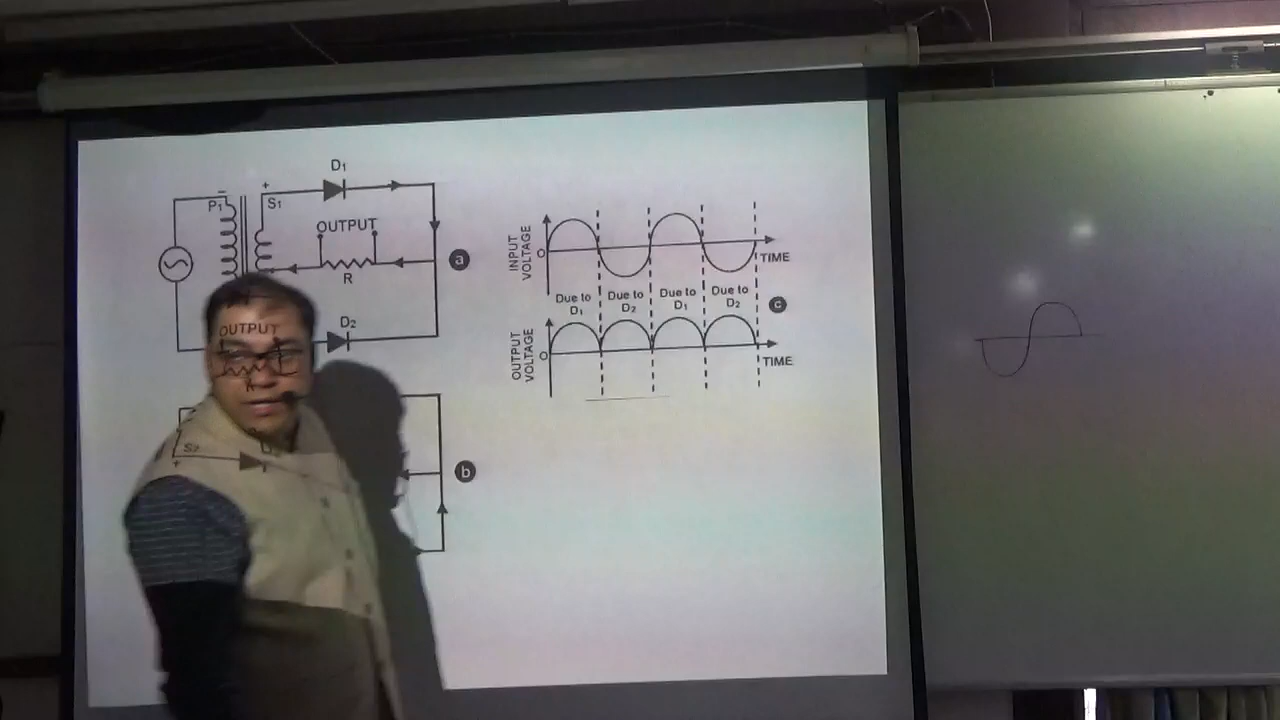 D1
+
−
P1
S1
OUTPUT
R
a
D2
OUTPUT
S2
+
b
INPUT
VOLTAGE
O
TIME
Due to
D1
Due to
D2
Due to
D1
Due to
D2
c
OUTPUT
VOLTAGE
O
TIME